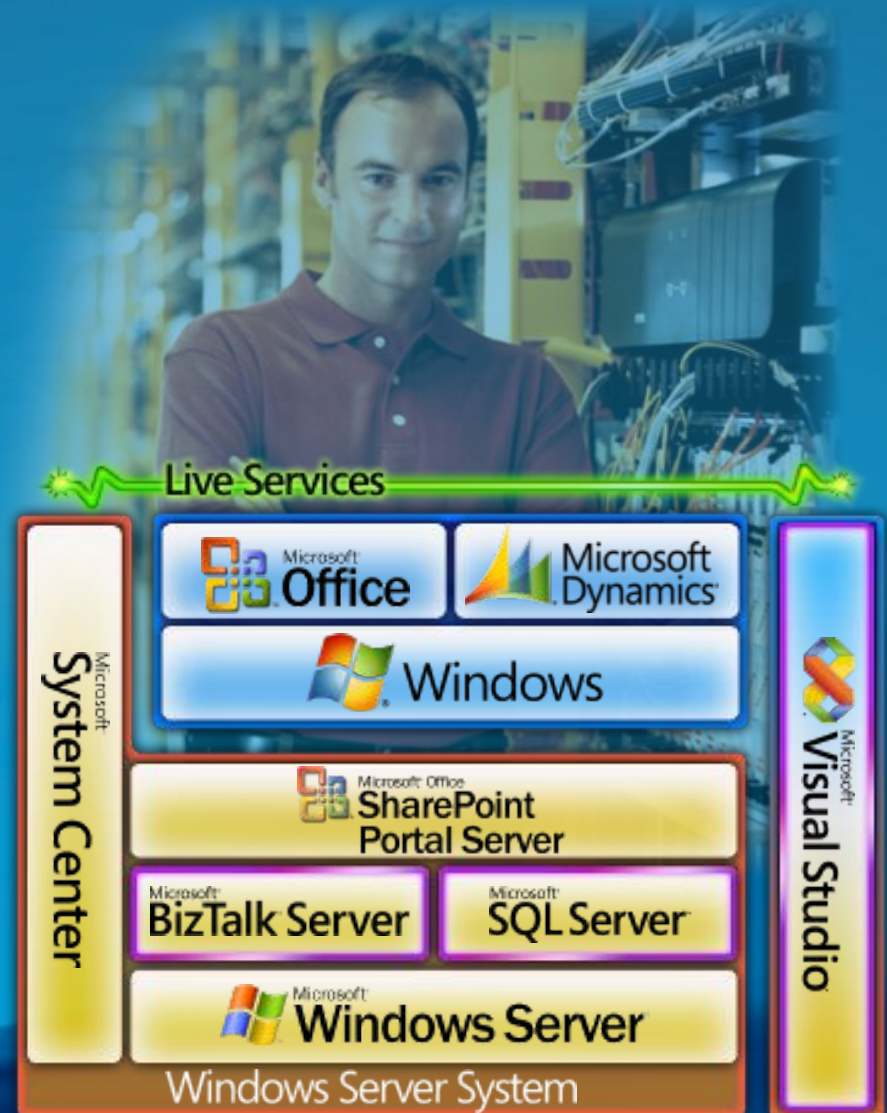 Live Services
Microsoft
Office
Microsoft
Dynamics
Windows
Microsoft
System Center
Microsoft Office
SharePoint
Portal Server
Microsoft
BizTalk Server
Microsoft
SQL Server
Microsoft
Windows Server
Windows Server System
Microsoft
Visual Studio